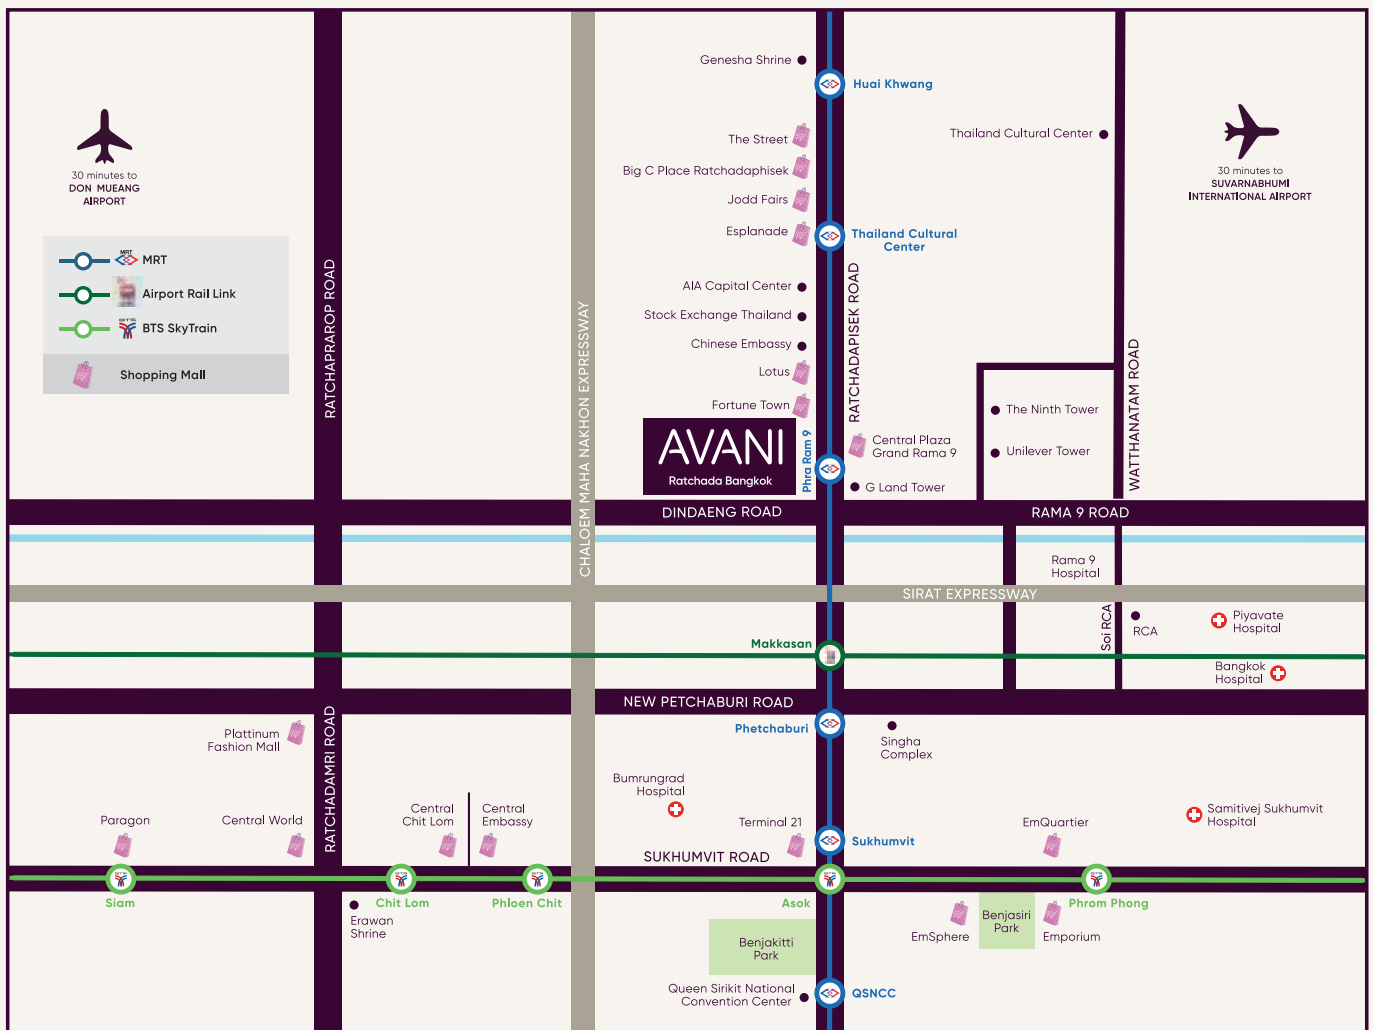 Genesha Shrine
Huai Khwang
The Street
Thailand Cultural Center
Big C Place Ratchadaphisek
30 minutes to
DON MUEANG
AIRPORT
30 minutes to
SUVARNABHUMI
INTERNATIONAL AIRPORT
Jodd Fairs
Esplanade
Thailand Cultural
Center
MRT
MRT
Airport Rail Link
BTS
BTS SkyTrain
Shopping Mall
RATCHAPRAROP ROAD
CHALOEM MAHA NAKHON EXPRESSWAY
RATCHADAPISEK ROAD
WATTHANATAM ROAD
AIA Capital Center
Stock Exchange Thailand
Chinese Embassy
Lotus
Fortune Town
AVANI
Ratchada Bangkok
Phra Ram 9
Central Plaza
Grand Rama 9
G Land Tower
The Ninth Tower
Unilever Tower
DINDAENG ROAD
RAMA 9 ROAD
Rama 9
Hospital
SIRAT EXPRESSWAY
Soi RCA
RCA
Piyavate
Hospital
Makkasan
Bangkok
Hospital
NEW PETCHABURI ROAD
RATCHADAMRI ROAD
Plattinum
Fashion Mall
Phetchaburi
Singha
Complex
Bumrungrad
Hospital
Paragon
Central World
Central
Chit Lom
Central
Embassy
Terminal 21
Sukhumvit
EmQuartier
Samitivej Sukhumvit
Hospital
SUKHUMVIT ROAD
BTS
BTS
BTS
BTS
BTS
Siam
Chit Lom
Phloen Chit
Asok
Phrom Phong
Erawan
Shrine
Benjakitti
Park
EmSphere
Benjasiri
Park
Emporium
Queen Sirikit National
Convention Center
QSNCC